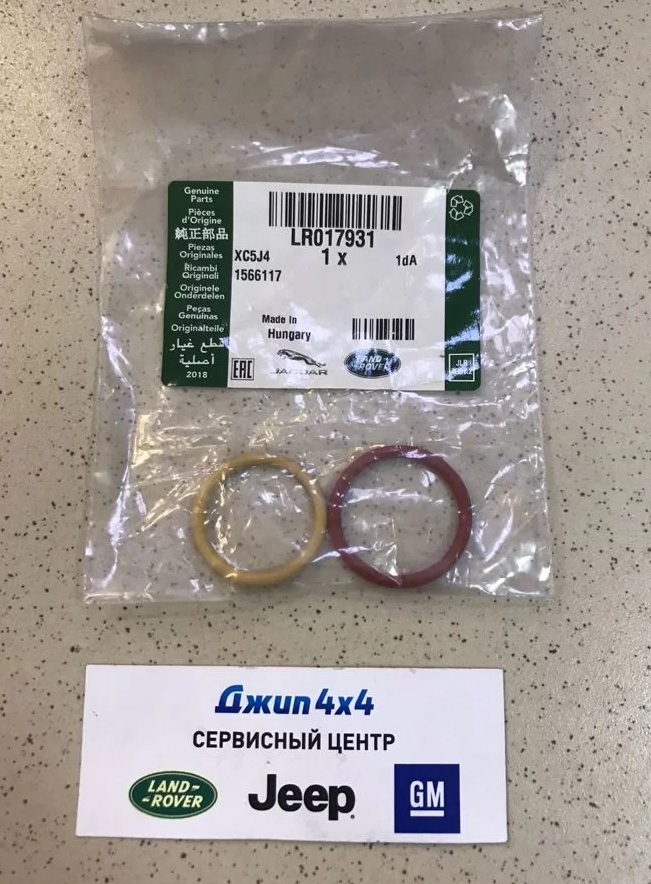 Genuine
Parts
Pièces
d'Origine
純正部品
Piezas
Originales
Ricambi
Originali
Originele
Onderdelen
Peças
Genuínas
Originalteile
قطع غيار
أصلية
2018
LR017931
XC5J4
1 x
1dA
1566117
Made In
Hungary
EAC
JAGUAR
LAND
ROVER
JLR
Джип 4x4
СЕРВИСНЫЙ ЦЕНТР
LAND-
-ROVER
Jeep
GM